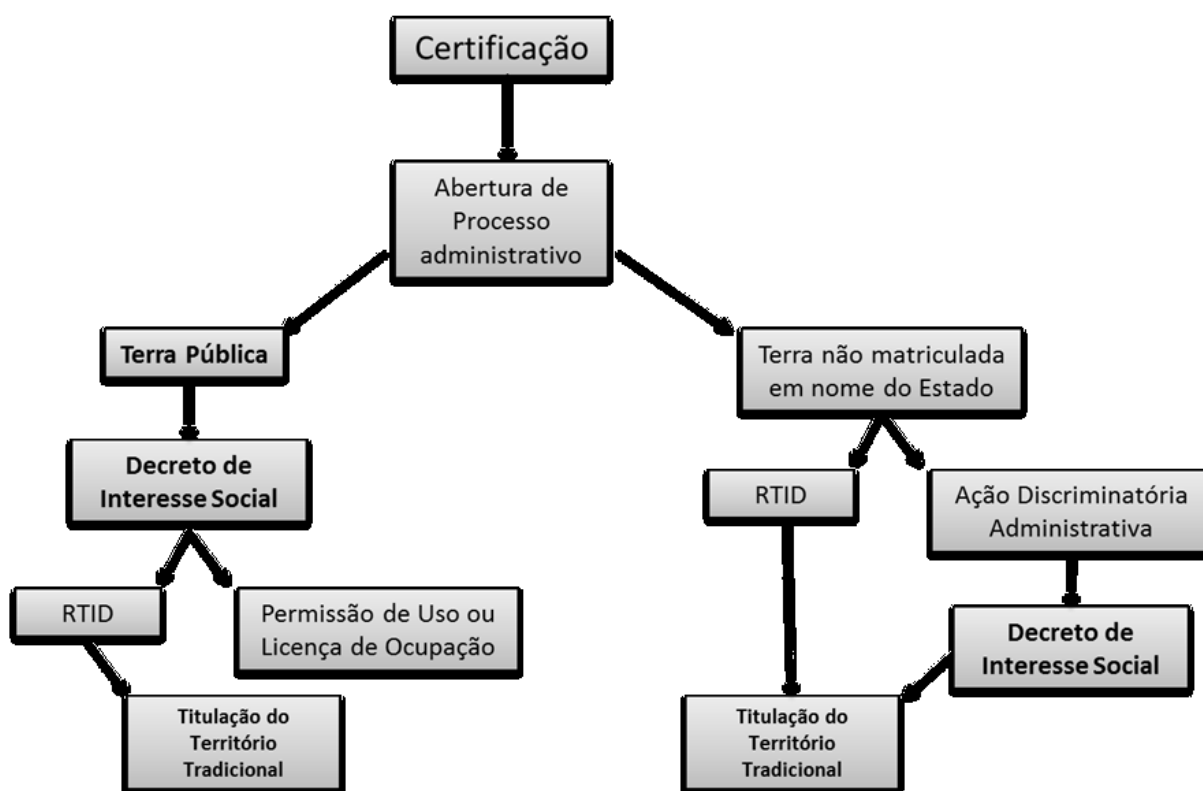 Certificação
Abertura de
Processo
administrativo
Terra Pública
Terra não matriculada
em nome do Estado
Decreto de
Interesse Social
RTID
Ação Discriminatória
Administrativa
RTID
Permissão de Uso ou
Licença de Ocupação
Decreto de
Interesse Social
Titulação do
Território
Tradicional
Titulação do
Território
Tradicional